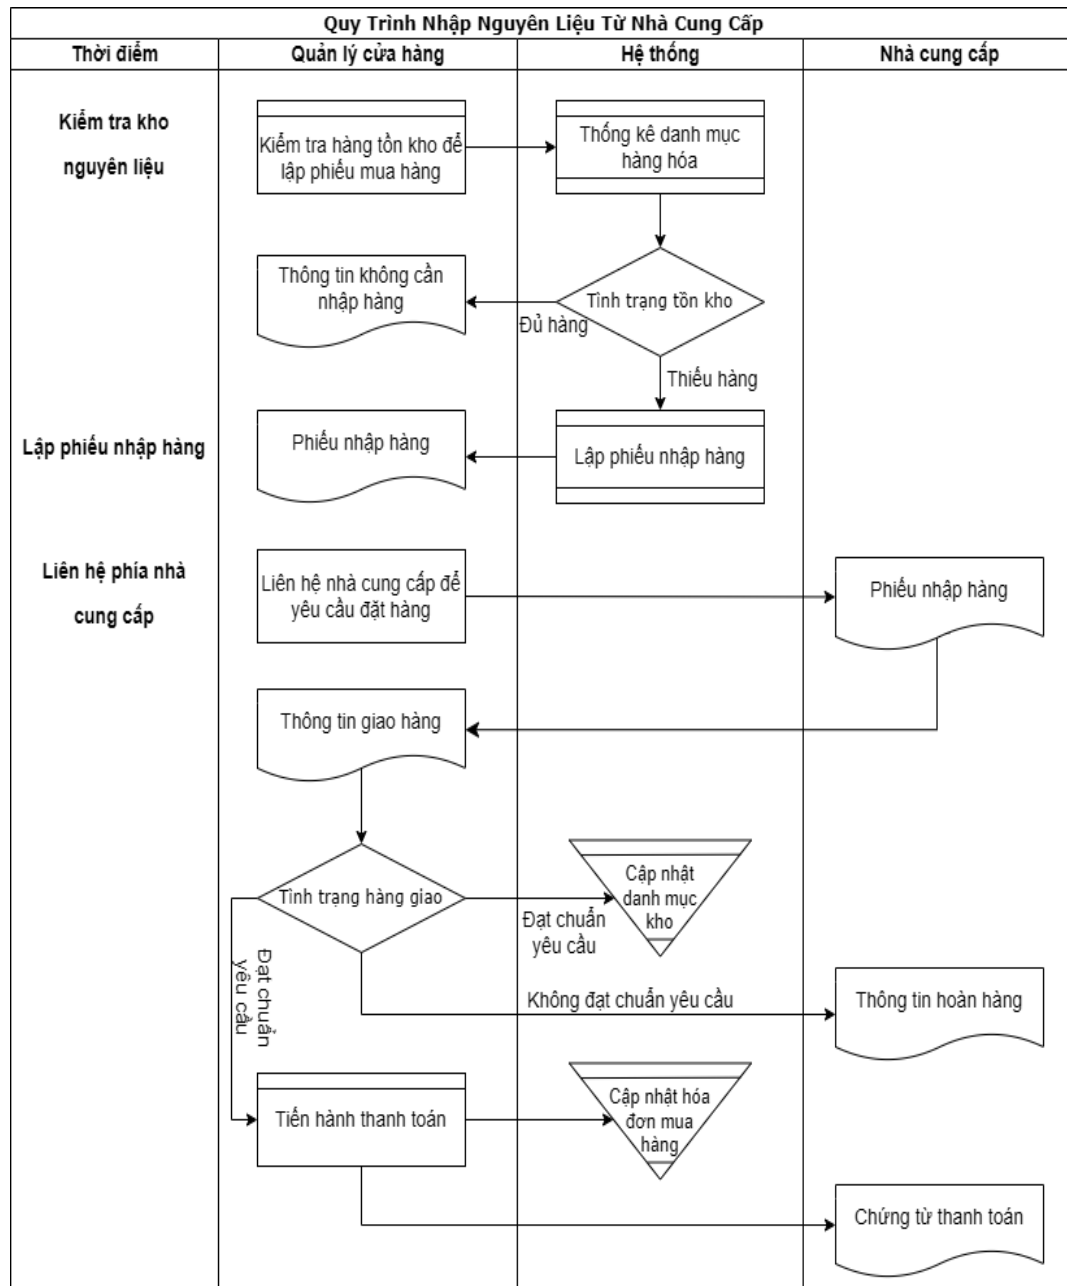 Quy Trình Nhập Nguyên Liệu Từ Nhà Cung Cấp
Thời điểm
Quản lý cửa hàng
Hệ thống
Nhà cung cấp
Kiểm tra kho
nguyên liệu
Kiểm tra hàng tồn kho để
lập phiếu mua hàng
Thống kê danh mục
hàng hóa
Thông tin không cần
nhập hàng
Tình trạng tồn kho
Đủ hàng
Thiếu hàng
Lập phiếu nhập hàng
Phiếu nhập hàng
Lập phiếu nhập hàng
Liên hệ phía nhà
cung cấp
Liên hệ nhà cung cấp để
yêu cầu đặt hàng
Phiếu nhập hàng
Thông tin giao hàng
Tình trạng hàng giao
Cập nhật
danh mục
kho
Đạt chuẩn
yêu cầu
Đạt chuẩn
yêu cầu
Không đạt chuẩn yêu cầu
Thông tin hoàn hàng
Tiến hành thanh toán
Cập nhật hóa
đơn mua
hàng
Chứng từ thanh toán